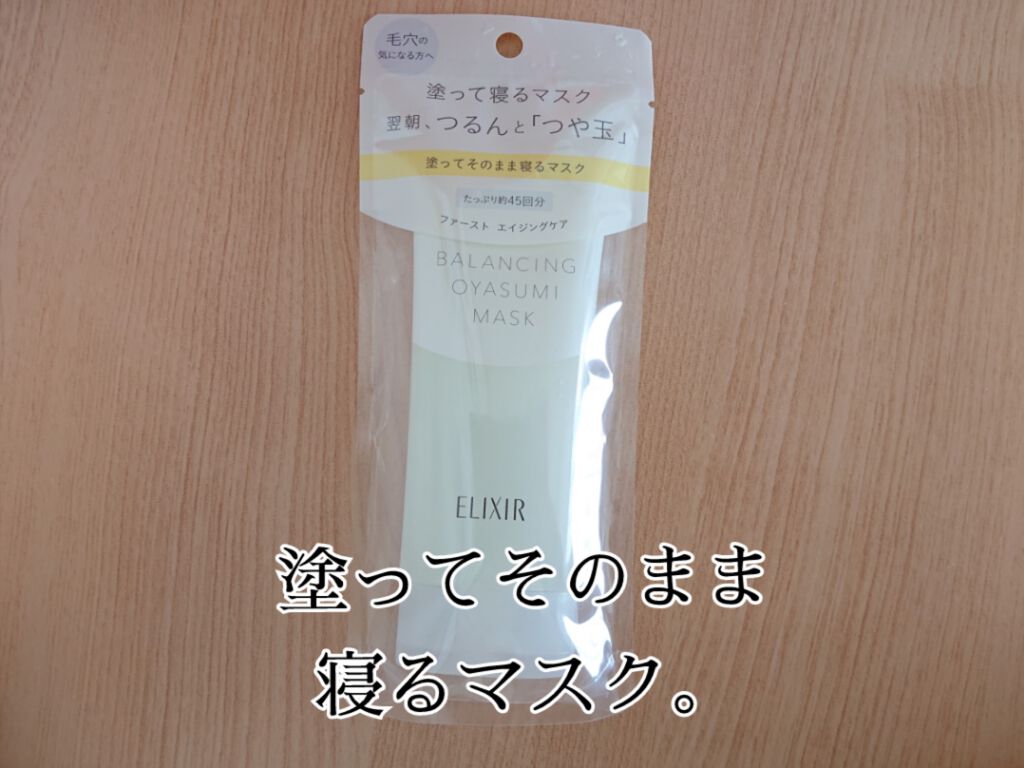 毛穴の
気になる方へ
塗って寝るマスク
翌朝、つるんと「つや玉」
塗ってそのまま寝るマスク
たっぷり約45回分
ファースト エイジングケア
BALANCING
OYASUMI
MASK
ELIXIR
塗ってそのまま
寝るマスク。